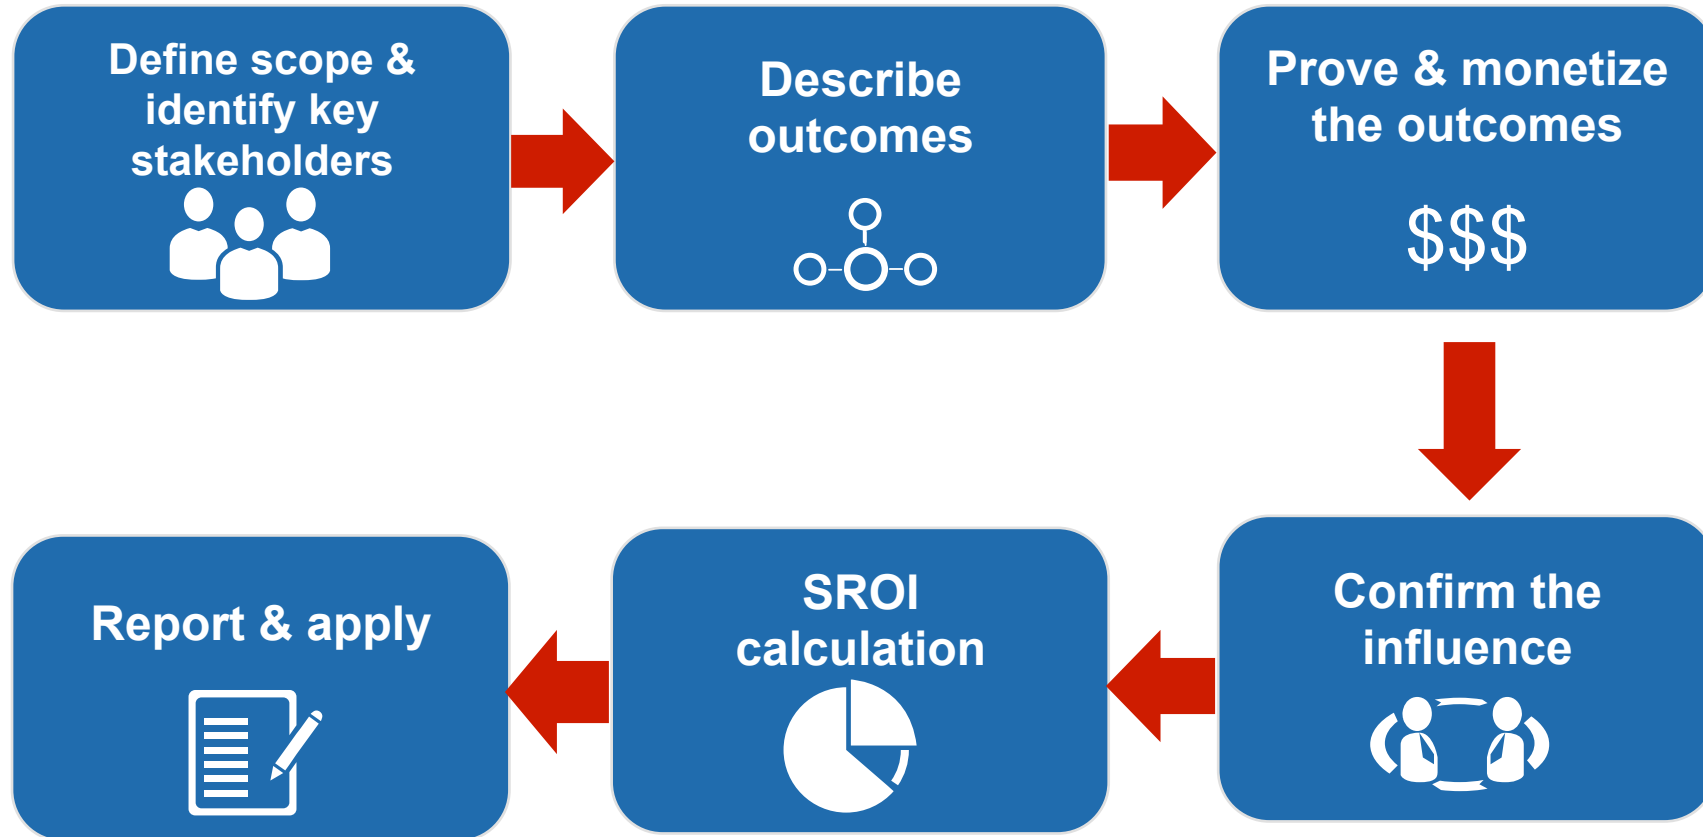 Define scope &
identify key
stakeholders
Describe
outcomes
Prove & monetize
the outcomes
$$$
Confirm the
influence
SROI
calculation
Report & apply